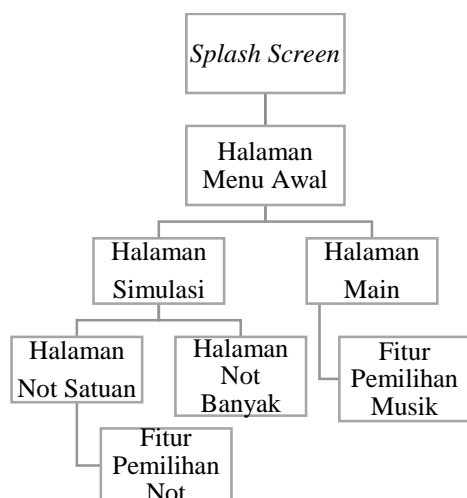 Splash Screen
Halaman
Menu Awal
Halaman
Simulasi
Halaman
Main
Halaman
Not Satuan
Halaman
Not
Banyak
Fitur
Pemilihan
Musik
Fitur
Pemilihan
Not